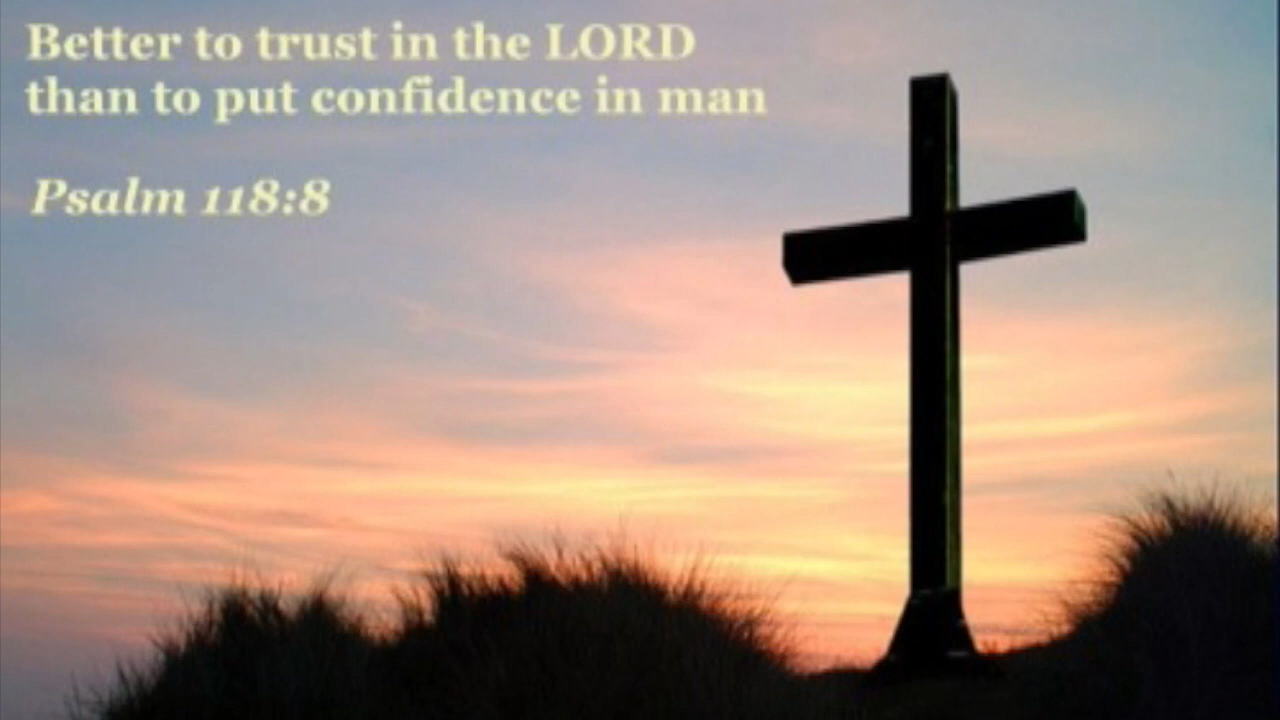 Better to trust in the LORD
than to put confidence in man
Psalm 118:8